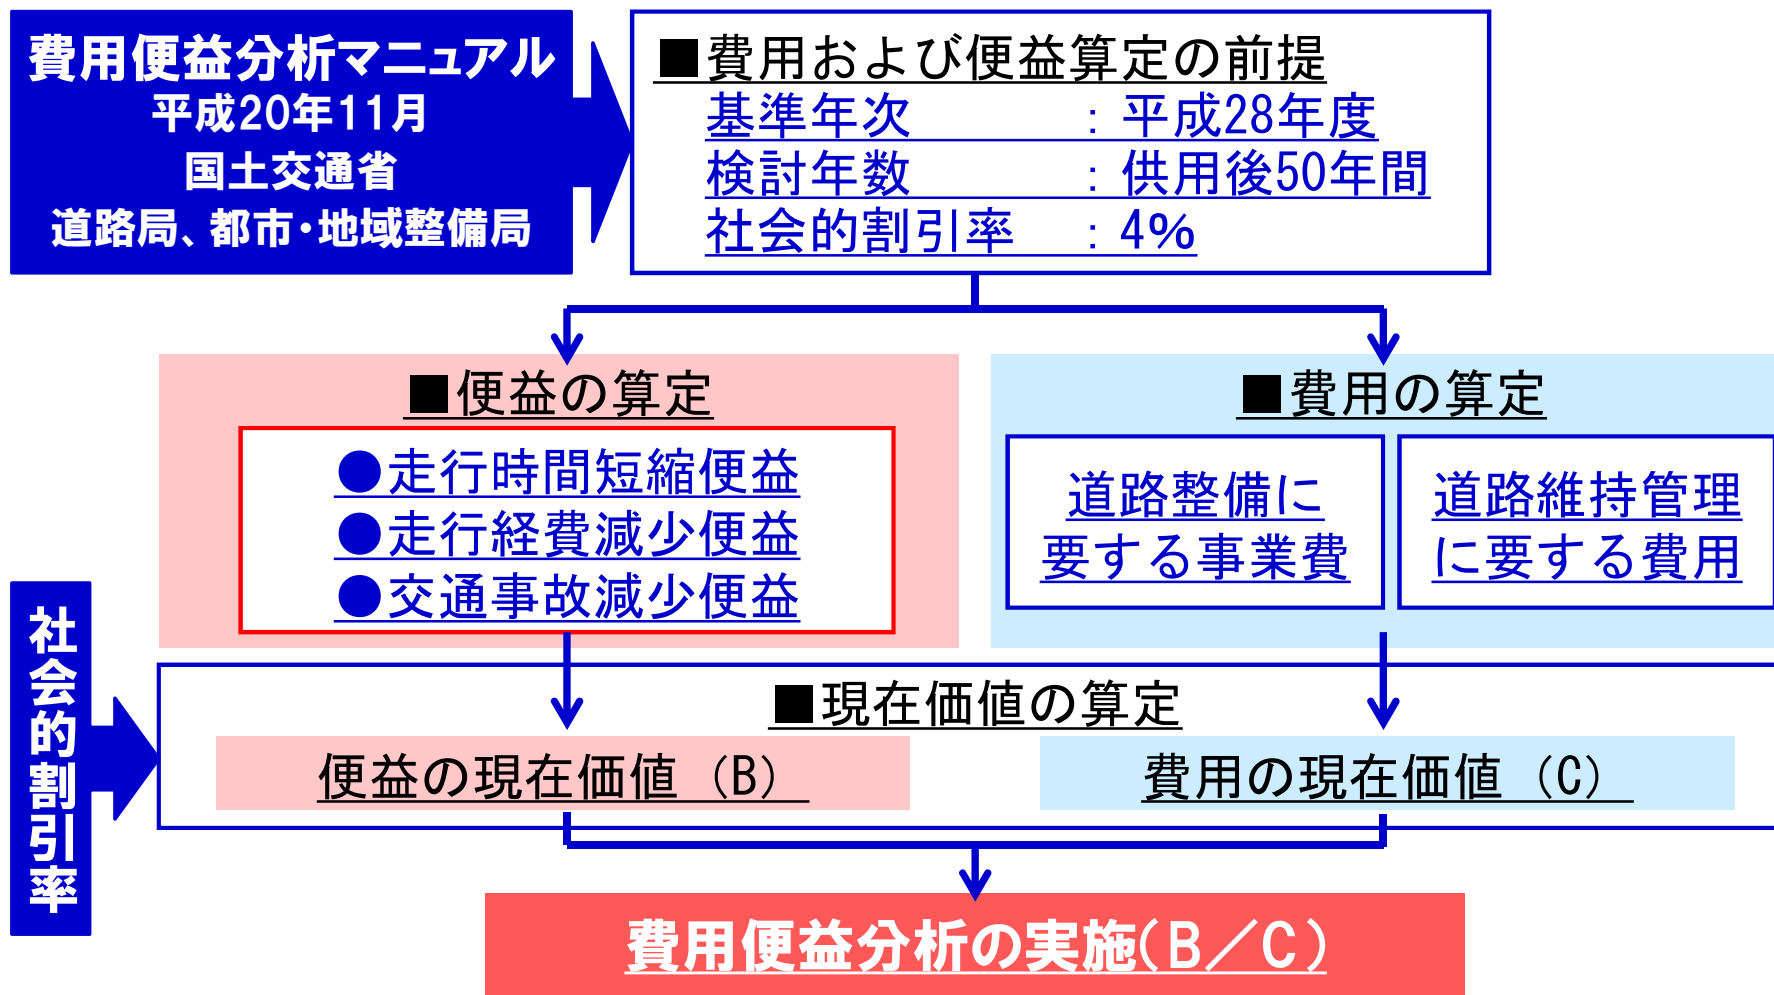 費用便益分析マニュアル
平成20年11月
国土交通省
道路局、都市・地域整備局
■費用および便益算定の前提
基準年次 : 平成28年度
検討年数 : 供用後50年間
社会的割引率 : 4%
■便益の算定
●走行時間短縮便益
●走行経費減少便益
●交通事故減少便益
■費用の算定
道路整備に
要する事業費
道路維持管理
に要する費用
社会的割引率
■現在価値の算定
便益の現在価値（B）
費用の現在価値（C）
費用便益分析の実施（B／C）